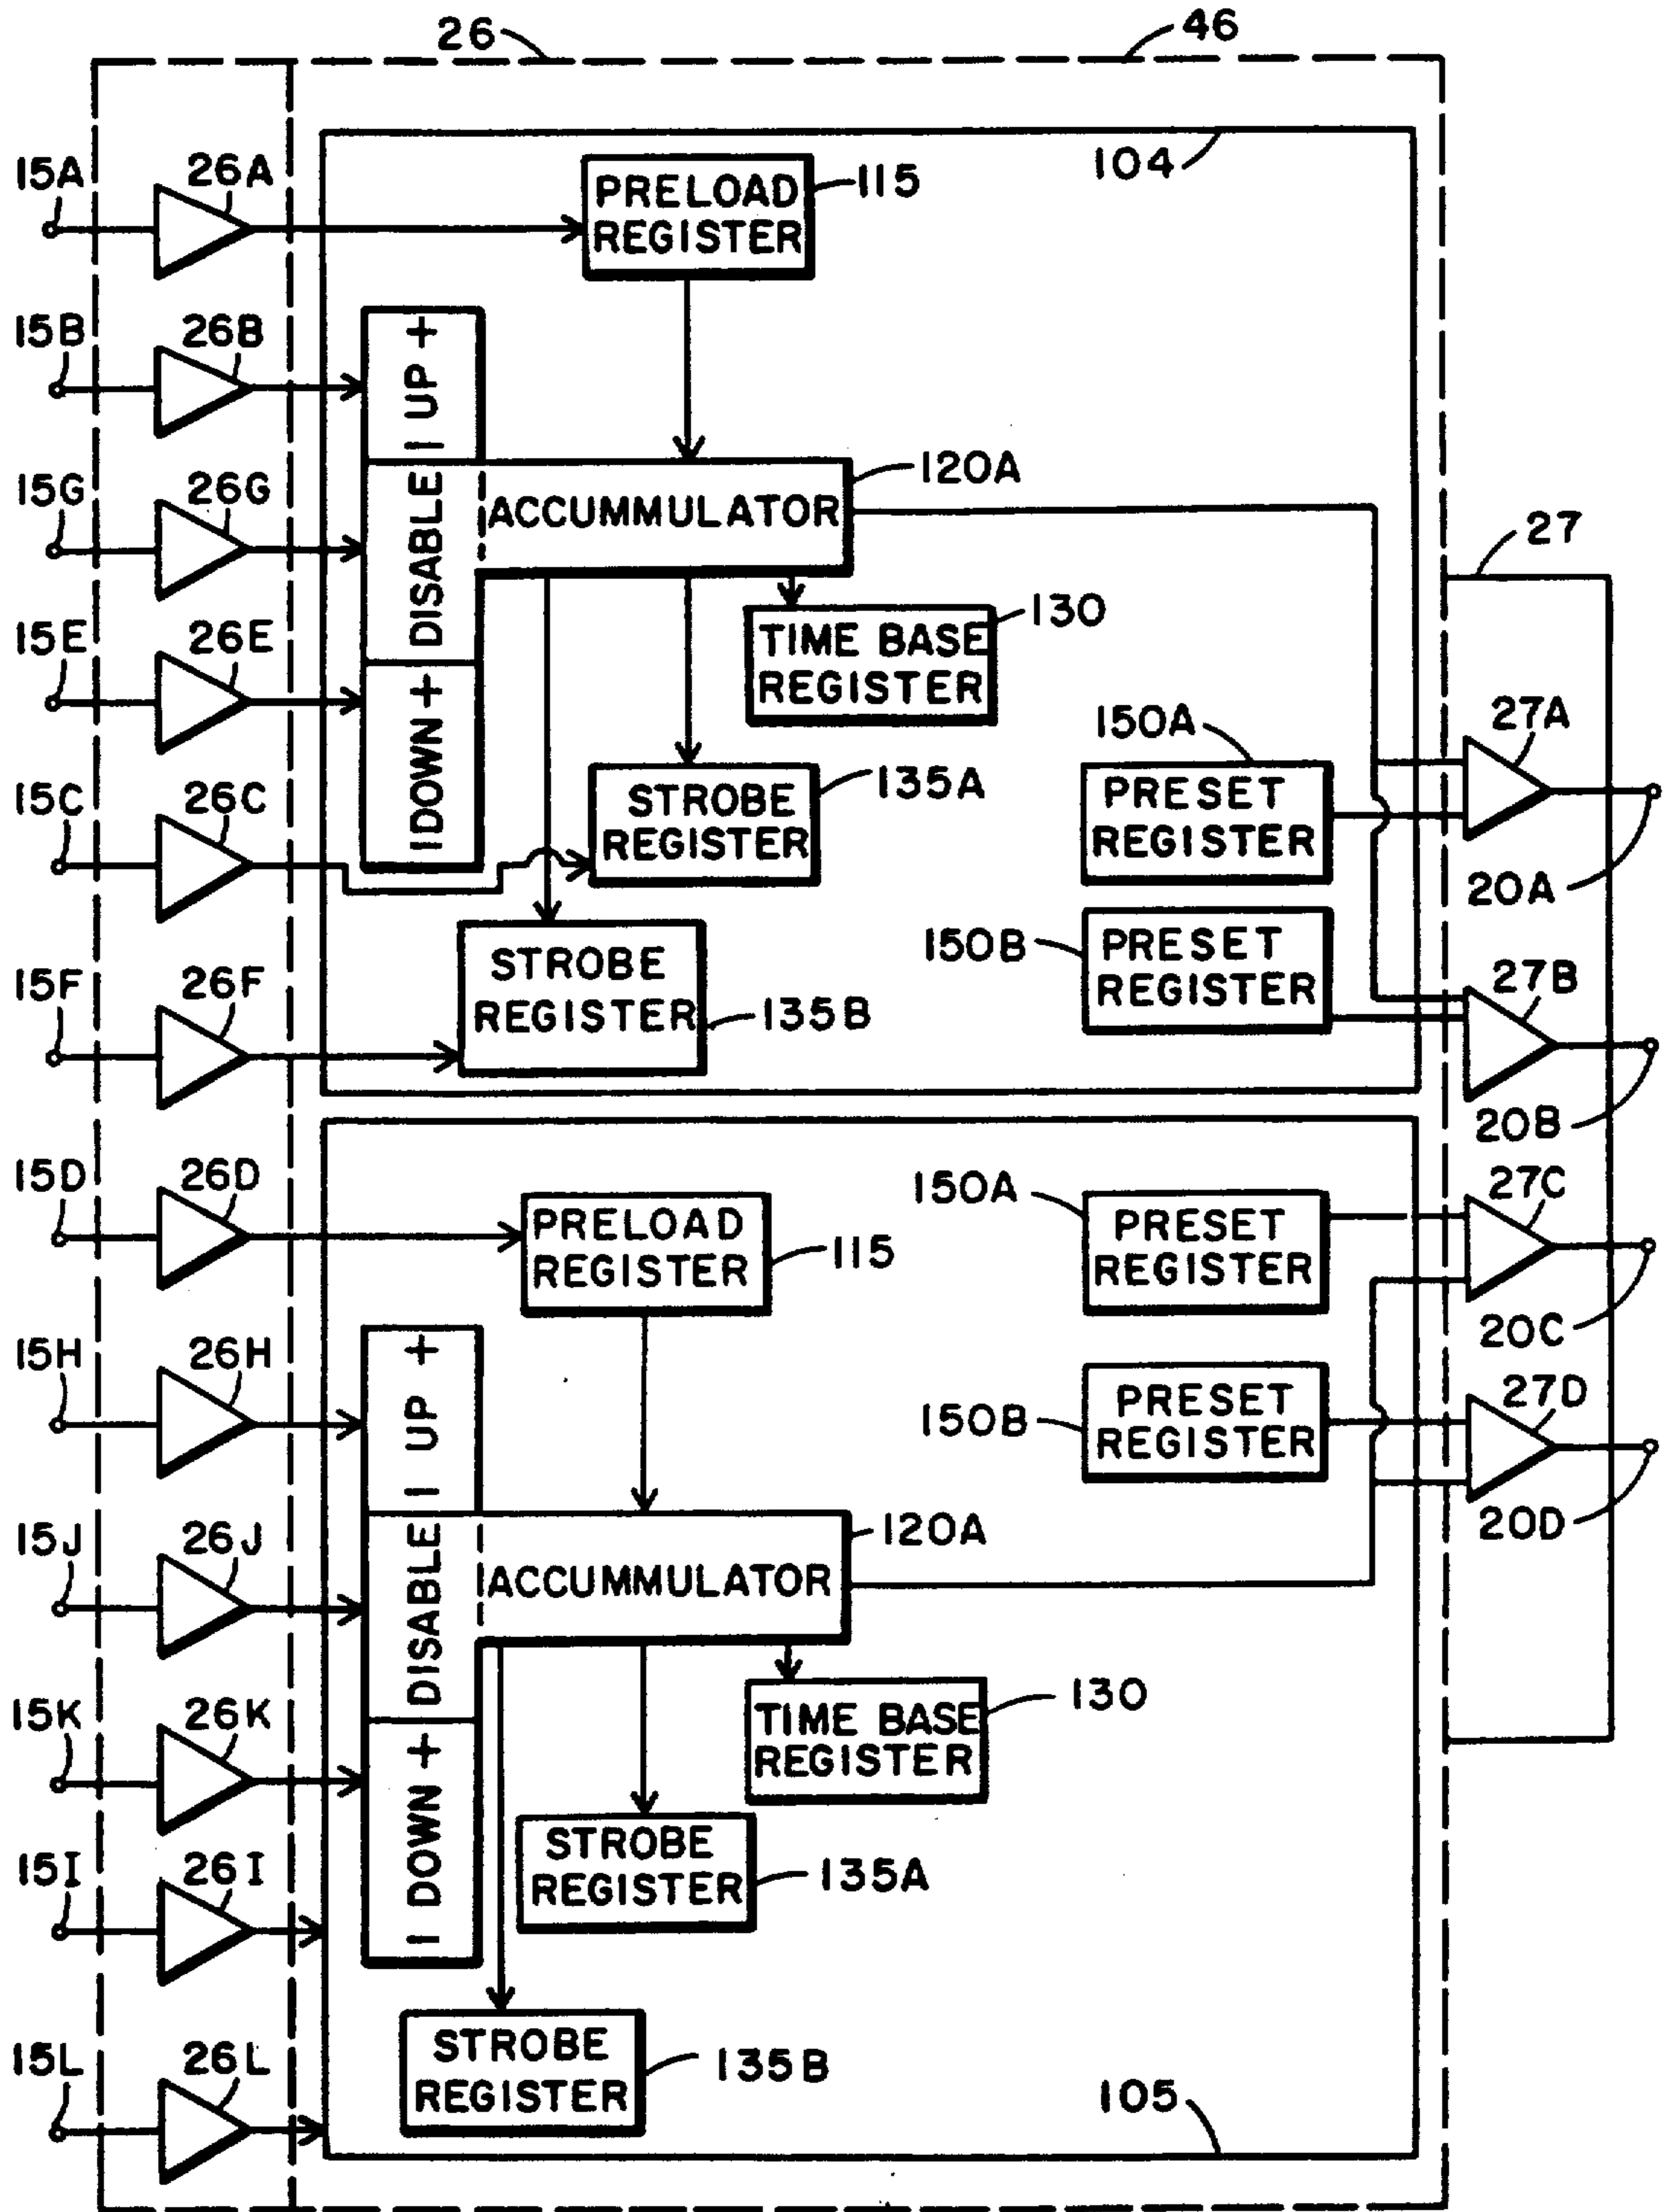 26
46
104
15A
26A
PRELOAD
REGISTER
115
15B
26B
– UP +
15G
26G
DISABLE
ACCUMMULATOR
120A
27
15E
26E
– DOWN +
TIME BASE
REGISTER
130
15C
26C
STROBE
REGISTER
135A
150A
PRESET
REGISTER
27A
20A
15F
26F
STROBE
REGISTER
135B
150B
PRESET
REGISTER
27B
20B
15D
26D
PRELOAD
REGISTER
115
150A
PRESET
REGISTER
27C
20C
15H
26H
– UP +
150B
PRESET
REGISTER
27D
20D
15J
26J
DISABLE
ACCUMMULATOR
120A
15K
26K
– DOWN +
TIME BASE
REGISTER
130
15I
26I
STROBE
REGISTER
135A
15L
26L
STROBE
REGISTER
135B
105